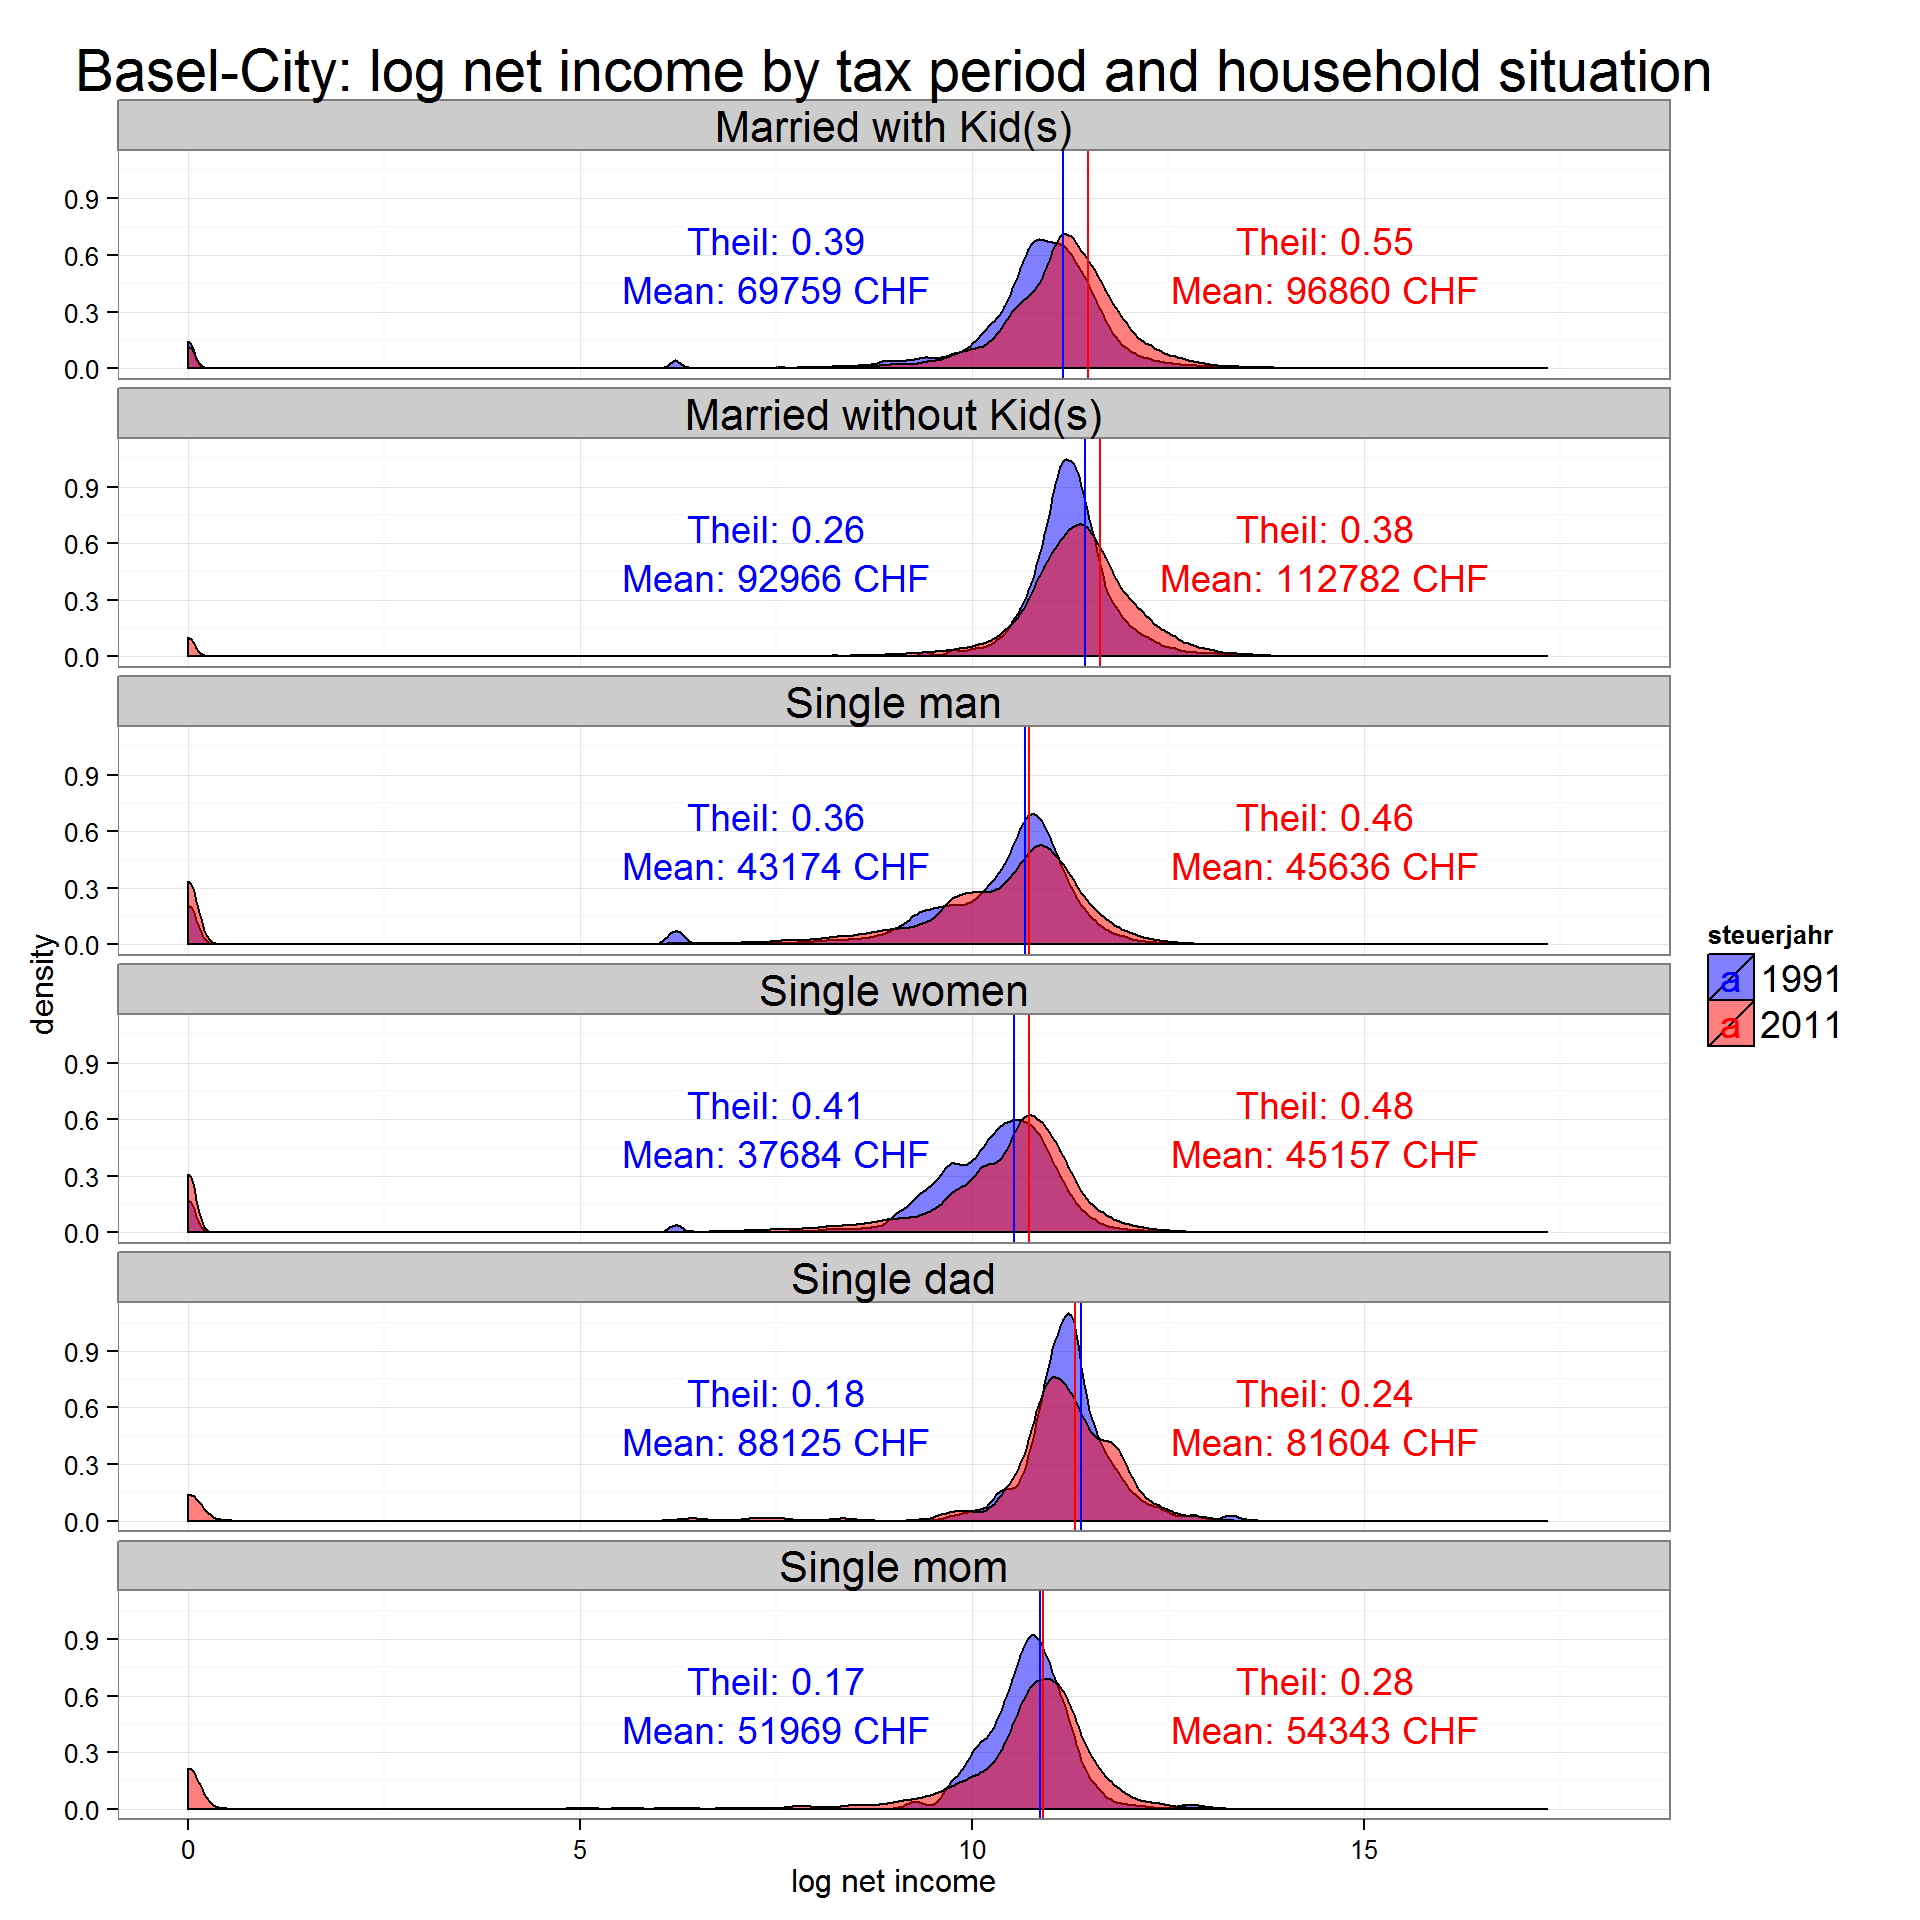 Basel-City: log net income by tax period and household situation
Married with Kid(s)
0.9
0.6
0.3
0.0
Theil: 0.39
Mean: 69759 CHF
Theil: 0.55
Mean: 96860 CHF
Married without Kid(s)
0.9
0.6
0.3
0.0
Theil: 0.26
Mean: 92966 CHF
Theil: 0.38
Mean: 112782 CHF
Single man
0.9
0.6
0.3
0.0
Theil: 0.36
Mean: 43174 CHF
Theil: 0.46
Mean: 45636 CHF
Single women
0.9
0.6
0.3
0.0
Theil: 0.41
Mean: 37684 CHF
Theil: 0.48
Mean: 45157 CHF
Single dad
0.9
0.6
0.3
0.0
Theil: 0.18
Mean: 88125 CHF
Theil: 0.24
Mean: 81604 CHF
Single mom
0.9
0.6
0.3
0.0
Theil: 0.17
Mean: 51969 CHF
Theil: 0.28
Mean: 54343 CHF
0 5 10 15
log net income
density
steuerjahr
a 1991
a 2011